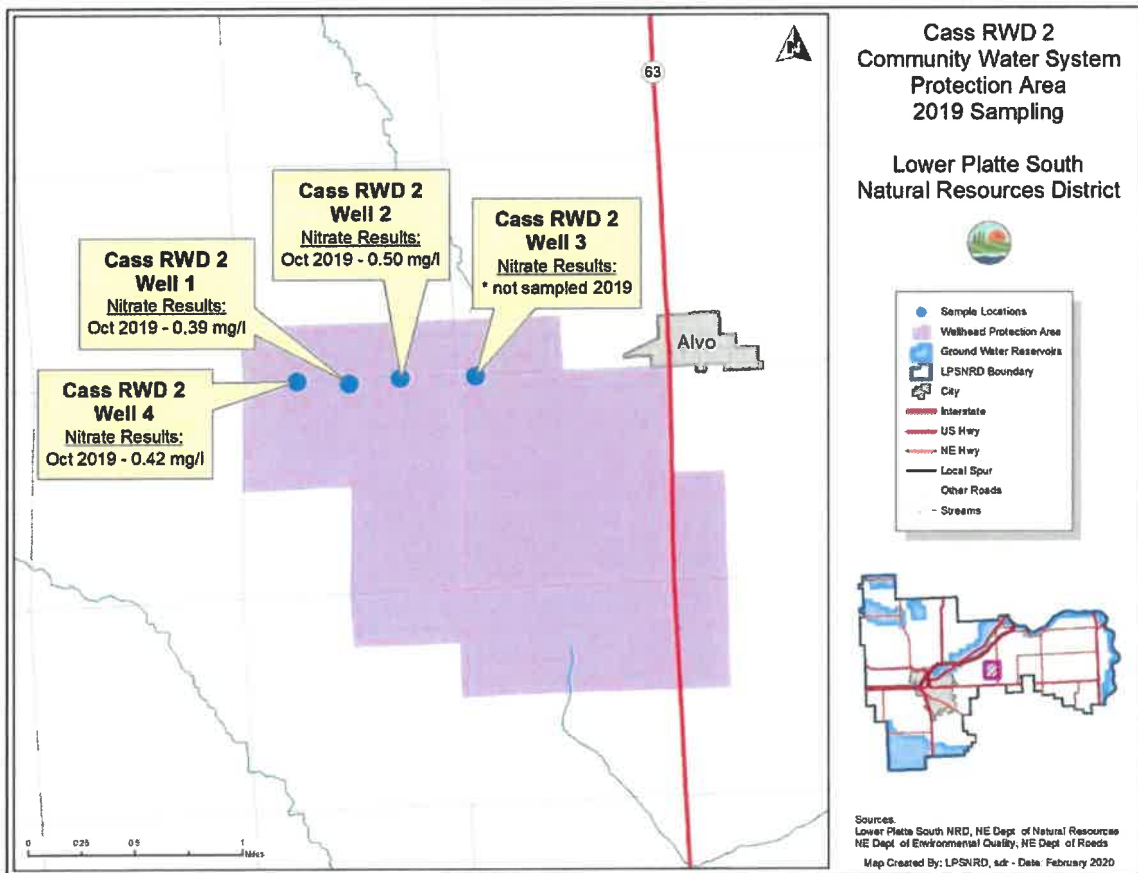 Cass RWD 2
Community Water System
Protection Area
2019 Sampling
Lower Platte South
Natural Resources District
N
63
Cass RWD 2
Well 2
Nitrate Results:
Oct 2019 - 0.50 mg/l
Cass RWD 2
Well 3
Nitrate Results:
* not sampled 2019
Cass RWD 2
Well 1
Nitrate Results:
Oct 2019 - 0.39 mg/l
Cass RWD 2
Well 4
Nitrate Results:
Oct 2019 - 0.42 mg/l
Alvo
Sample Locations
Wellhead Protection Area
Ground Water Reservoirs
LPSNRD Boundary
City
Interstate
US Hwy
NE Hwy
Local Spur
Other Roads
Streams
0 0.25 0.5 1
Miles
Sources.
Lower Platte South NRD, NE Dept of Natural Resources
NE Dept of Environmental Quality; NE Dept of Roads
Map Created By: LPSNRD, sdr - Date: February 2020